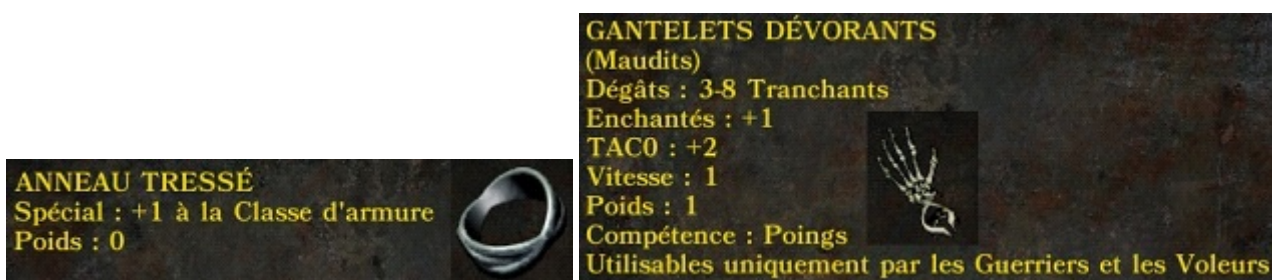 ANNEAU TRESSÉ
Spécial : +1 à la Classe d'armure
Poids : 0
GANTELETS DÉVORANTS
(Maudits)
Dégâts : 3-8 Tranchants
Enchantés : +1
TAC0 : +2
Vitesse : 1
Poids : 1
Compétence : Poings
Utilisables uniquement par les Guerriers et les Voleurs